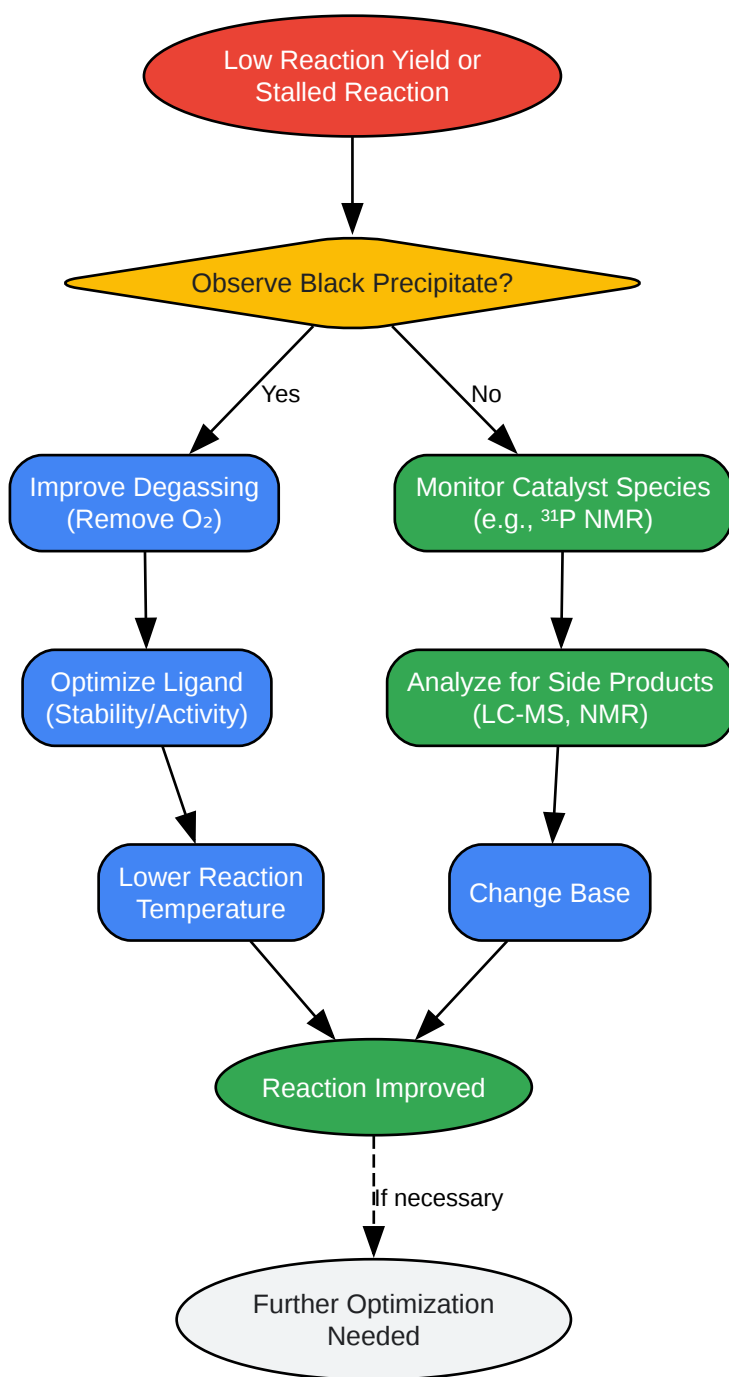 Low Reaction Yield or
Stalled Reaction
Observe Black Precipitate?
Yes
No
Improve Degassing
(Remove O₂)
Monitor Catalyst Species
(e.g., ³¹P NMR)
Optimize Ligand
(Stability/Activity)
Analyze for Side Products
(LC-MS, NMR)
Lower Reaction
Temperature
Change Base
Reaction Improved
If necessary
Further Optimization
Needed